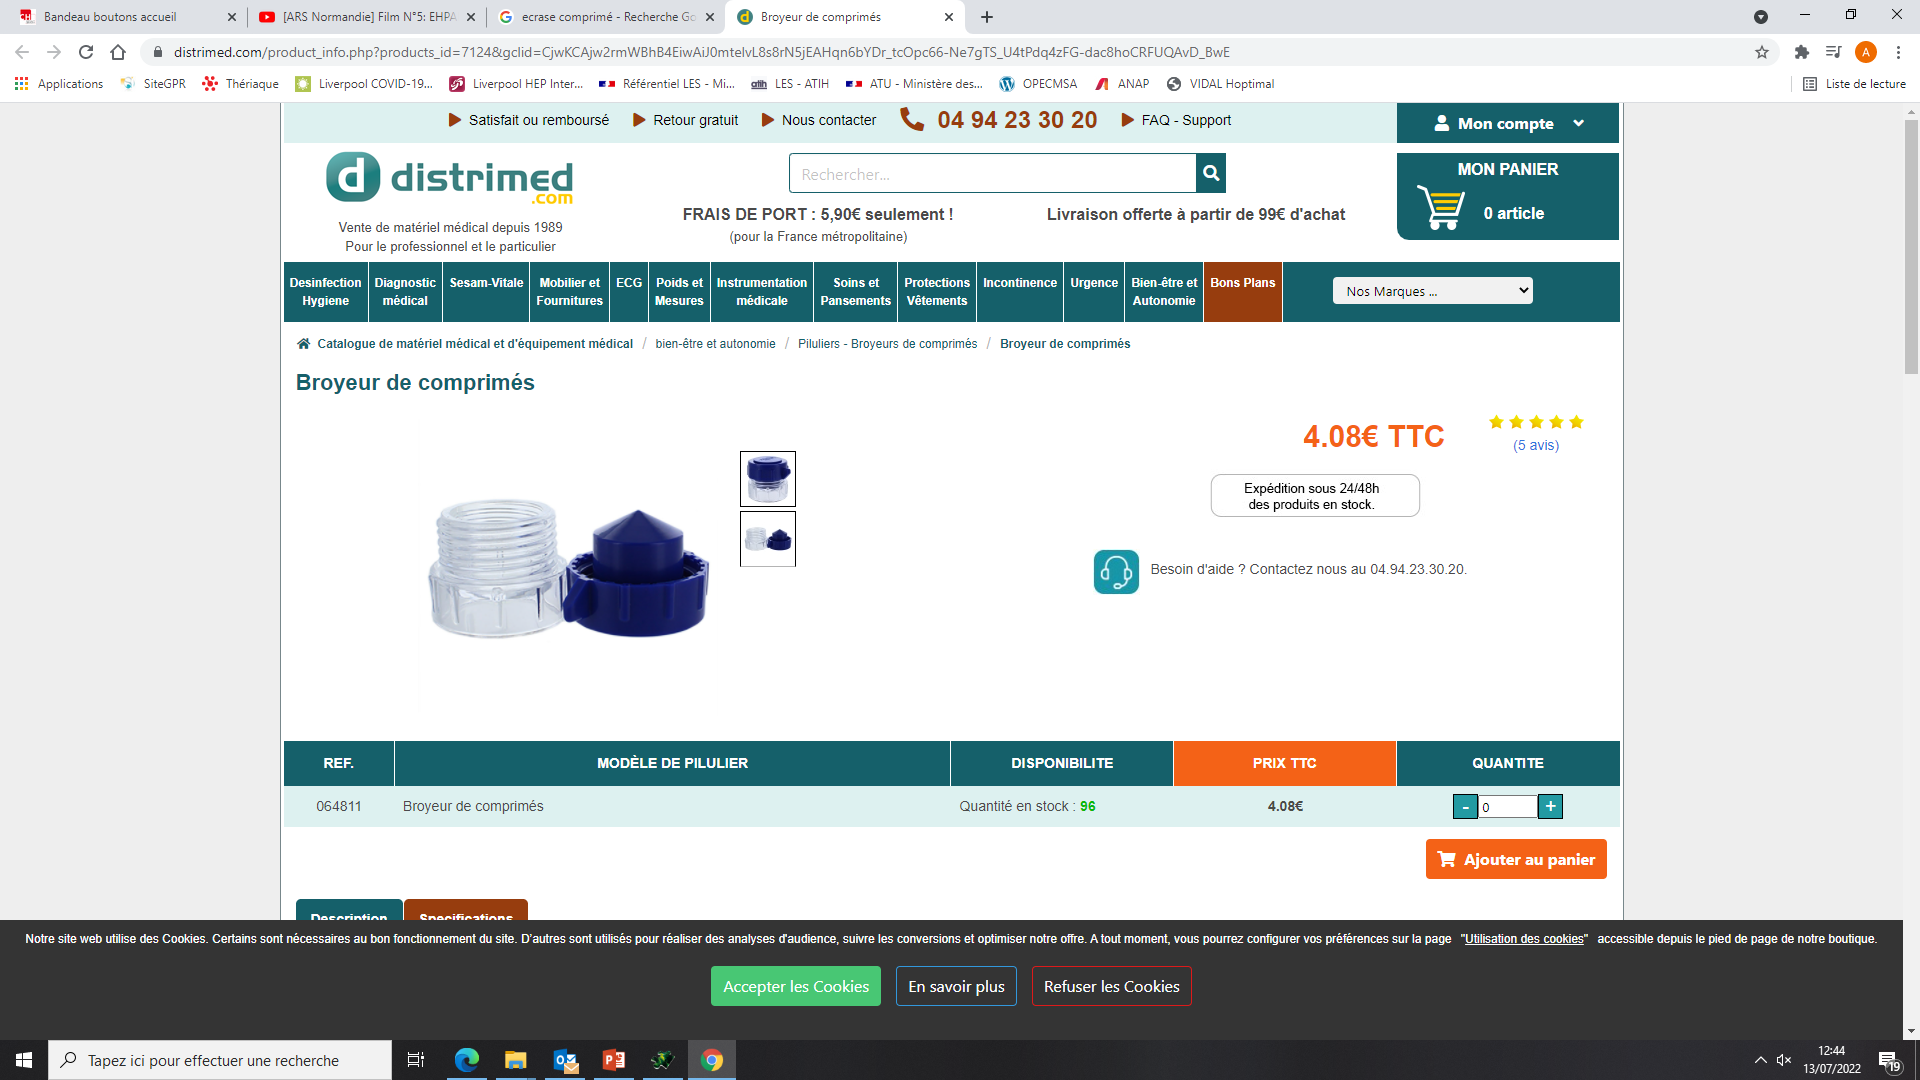 Bandeau boutons accueil
[ARS Normandie] Film N°5: EHPA
ecrase comprimé - Recherche Go
Broyeur de comprimés
distrimed.com/product_info.php?products_id=7124&gclid=CjwKCAjw2rmWBhB4EiwAiJ0mtelvL8s8rN5jEAHqn6bYDr_tcOpc66-Ne7gTS_U4tPdq4zFG-dac8hoCRFUQAvD_BwE
A
Applications
SiteGPR
Thériaque
Liverpool COVID-19...
Liverpool HEP Inter...
Référentiel LES - Mi...
LES - ATIH
ATU - Ministère des...
OPECMSA
ANAP
VIDAL Hoptimal
Liste de lecture
Satisfait ou remboursé
Retour gratuit
Nous contacter
04 94 23 30 20
FAQ - Support
Mon compte
distrimed
.com
Vente de matériel médical depuis 1989
Pour le professionnel et le particulier
Rechercher...
FRAIS DE PORT : 5,90€ seulement !
(pour la France métropolitaine)
Livraison offerte à partir de 99€ d'achat
MON PANIER
0 article
Desinfection
Hygiene
Diagnostic
médical
Sesam-Vitale
Mobilier et
Fournitures
ECG
Poids et
Mesures
Instrumentation
médicale
Soins et
Pansements
Protections
Vêtements
Incontinence
Urgence
Bien-être et
Autonomie
Bons Plans
Nos Marques ...
Catalogue de matériel médical et d'équipement médical / bien-être et autonomie / Piluliers - Broyeurs de comprimés / Broyeur de comprimés
Broyeur de comprimés
4.08€ TTC
(5 avis)
Expédition sous 24/48h
des produits en stock.
Besoin d'aide ? Contactez nous au 04.94.23.30.20.
REF. MODÈLE DE PILULIER DISPONIBILITE PRIX TTC QUANTITE
064811 Broyeur de comprimés Quantité en stock : 96 4.08€ - 0 +
Ajouter au panier
Description
Specifications
Notre site web utilise des Cookies. Certains sont nécessaires au bon fonctionnement du site. D'autres sont utilisés pour réaliser des analyses d'audience, suivre les conversions et optimiser notre offre. A tout moment, vous pourrez configurer vos préférences sur la page "Utilisation des cookies" accessible depuis le pied de page de notre boutique.
Accepter les Cookies
En savoir plus
Refuser les Cookies
Tapez ici pour effectuer une recherche
12:44
13/07/2022
19